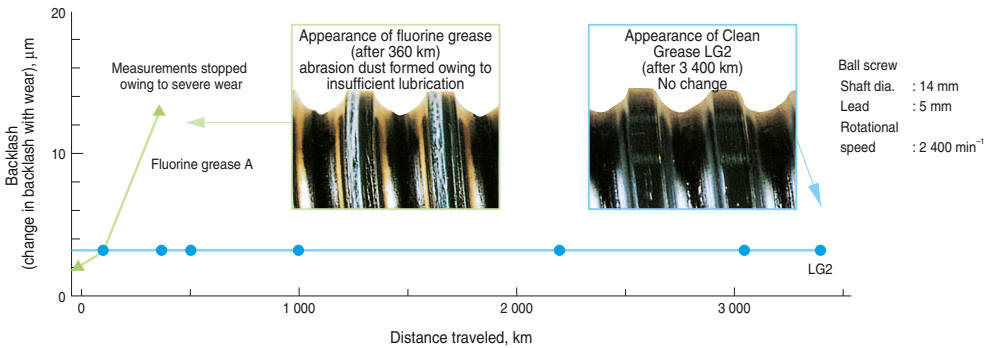 20
10
0
Backlash
(change in backlash with wear), μm
Measurements stopped
owing to severe wear
Fluorine grease A
Appearance of fluorine grease
(after 360 km)
abrasion dust formed owing to
insufficient lubrication
Appearance of Clean
Grease LG2
(after 3 400 km)
No change
Ball screw
Shaft dia. : 14 mm
Lead : 5 mm
Rotational
speed : 2 400 min⁻¹
LG2
0 1 000 2 000 3 000
Distance traveled, km